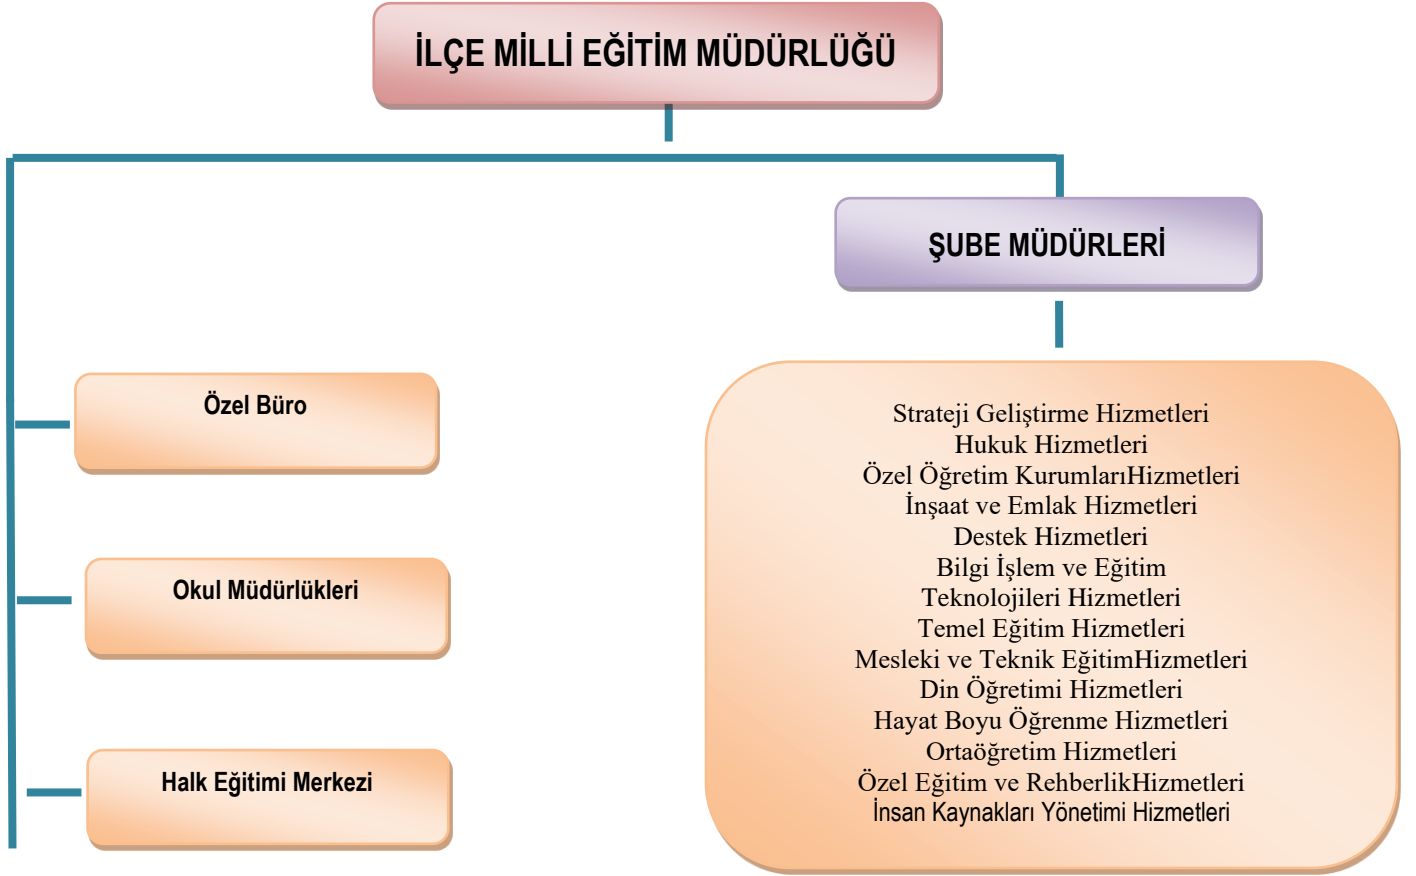 İLÇE MİLLİ EĞİTİM MÜDÜRLÜĞÜ
ŞUBE MÜDÜRLERİ
Özel Büro
Okul Müdürlükleri
Halk Eğitimi Merkezi
Strateji Geliştirme Hizmetleri
Hukuk Hizmetleri
Özel Öğretim KurumlarıHizmetleri
İnşaat ve Emlak Hizmetleri
Destek Hizmetleri
Bilgi İşlem ve Eğitim
Teknolojileri Hizmetleri
Temel Eğitim Hizmetleri
Mesleki ve Teknik EğitimHizmetleri
Din Öğretimi Hizmetleri
Hayat Boyu Öğrenme Hizmetleri
Ortaöğretim Hizmetleri
Özel Eğitim ve RehberlikHizmetleri
İnsan Kaynakları Yönetimi Hizmetleri